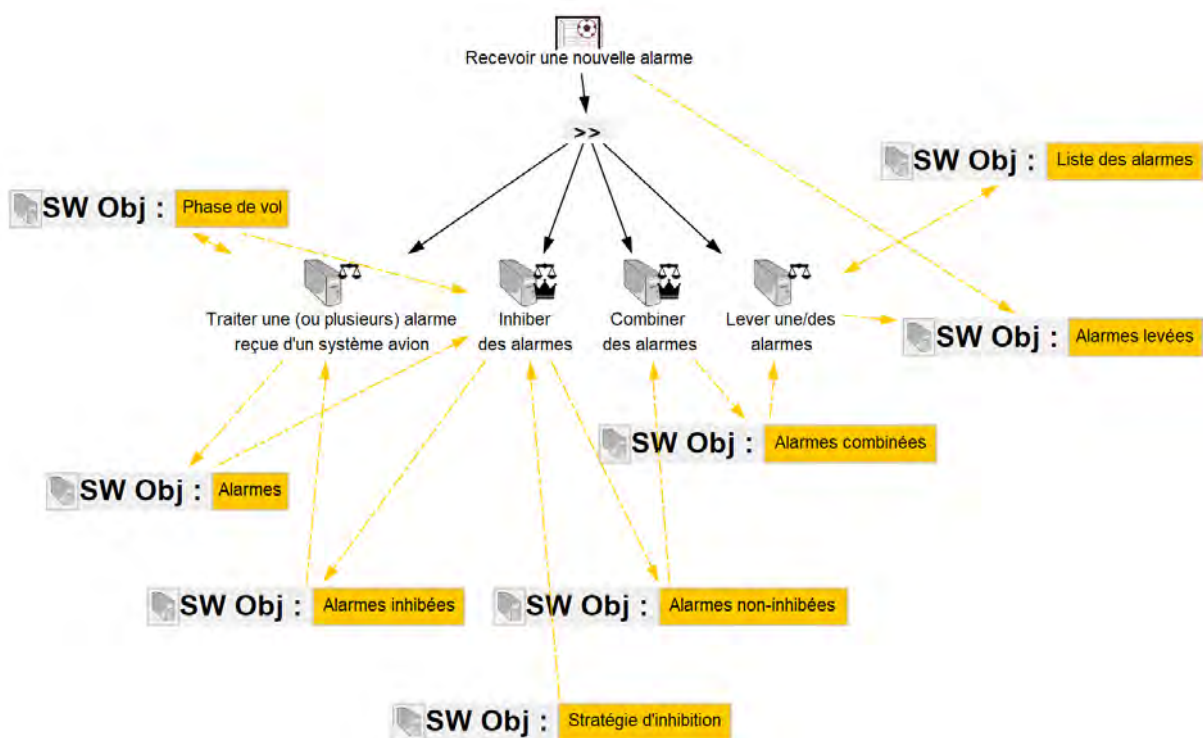 Recevoir une nouvelle alarme
>>
SW Obj : Liste des alarmes
SW Obj : Phase de vol
Traiter une (ou plusieurs) alarme
reçue d'un système avion
Inhiber
des alarmes
Combiner
des alarmes
Lever une/des
alarmes
SW Obj : Alarmes levées
SW Obj : Alarmes combinées
SW Obj : Alarmes
SW Obj : Alarmes inhibées
SW Obj : Alarmes non-inhibées
SW Obj : Stratégie d'inhibition